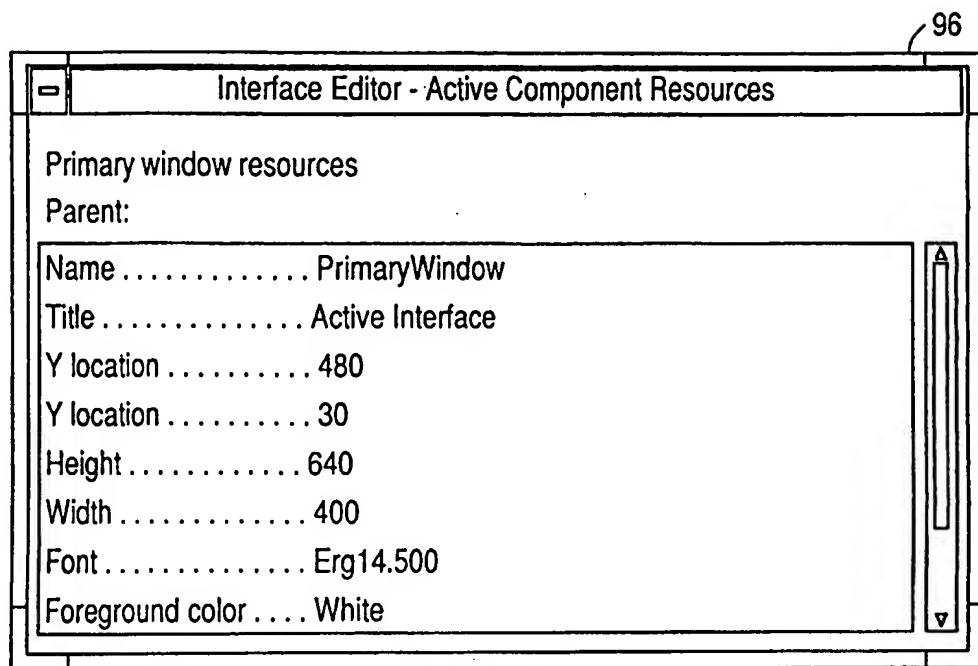 96
Interface Editor - Active Component Resources
Primary window resources
Parent:
Name . . . . . . . . . . . . . PrimaryWindow
Title . . . . . . . . . . . . . . Active Interface
Y location . . . . . . . . . . 480
Y location . . . . . . . . . . 30
Height . . . . . . . . . . . . 640
Width . . . . . . . . . . . . . 400
Font . . . . . . . . . . . . . . Erg14.500
Foreground color . . . . White